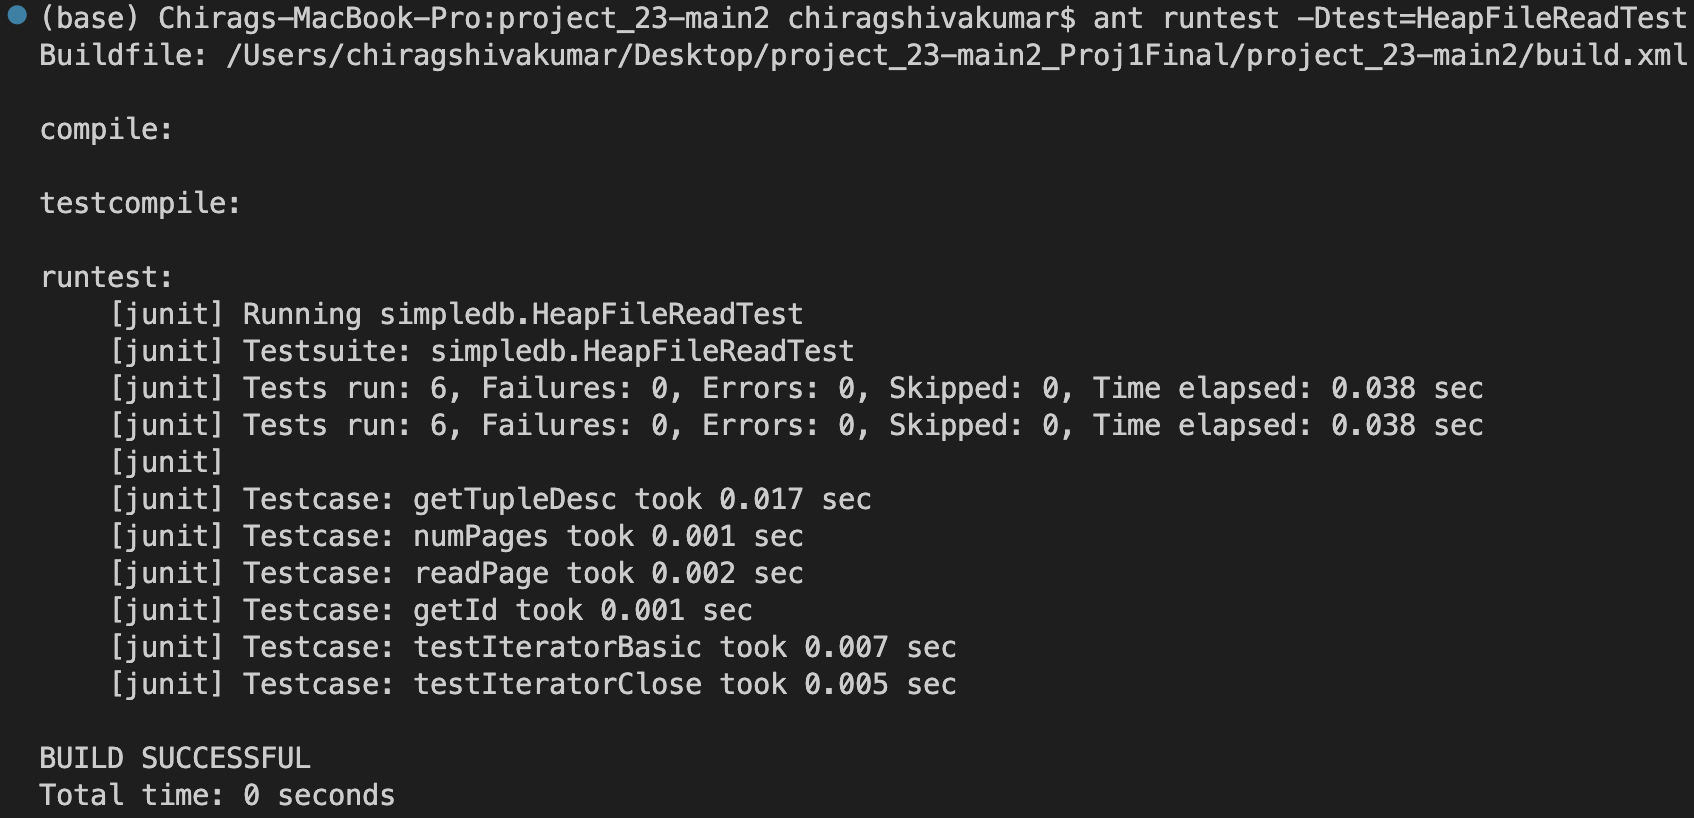 (base) Chirags-MacBook-Pro:project_23-main2 chiragshivakumar$ ant runtest -Dtest=HeapFileReadTest
Buildfile: /Users/chiragshivakumar/Desktop/project_23-main2_Proj1Final/project_23-main2/build.xml
compile:
testcompile:
runtest:
[junit] Running simpledb.HeapFileReadTest
[junit] Testsuite: simpledb.HeapFileReadTest
[junit] Tests run: 6, Failures: 0, Errors: 0, Skipped: 0, Time elapsed: 0.038 sec
[junit] Tests run: 6, Failures: 0, Errors: 0, Skipped: 0, Time elapsed: 0.038 sec
[junit]
[junit] Testcase: getTupleDesc took 0.017 sec
[junit] Testcase: numPages took 0.001 sec
[junit] Testcase: readPage took 0.002 sec
[junit] Testcase: getId took 0.001 sec
[junit] Testcase: testIteratorBasic took 0.007 sec
[junit] Testcase: testIteratorClose took 0.005 sec
BUILD SUCCESSFUL
Total time: 0 seconds